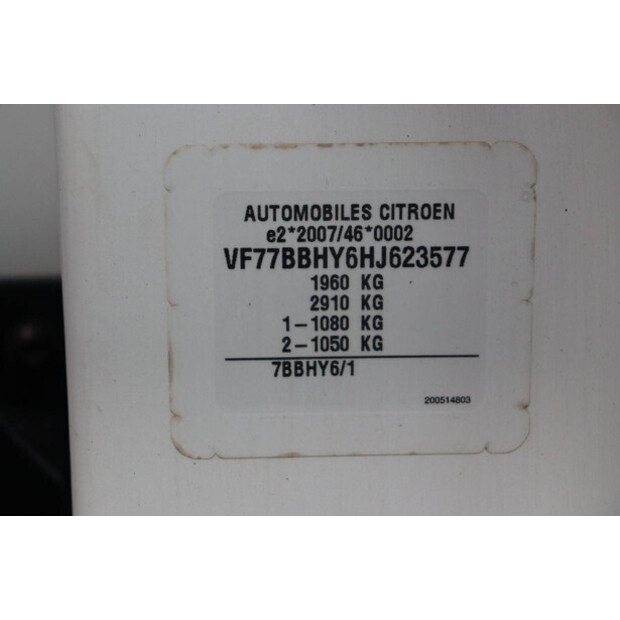 AUTOMOBILES CITROEN
e2*2007/46*0002
VF77BBHY6HJ623577
1960 KG
2910 KG
1-1080 KG
2-1050 KG
7BBHY6/1
200514803